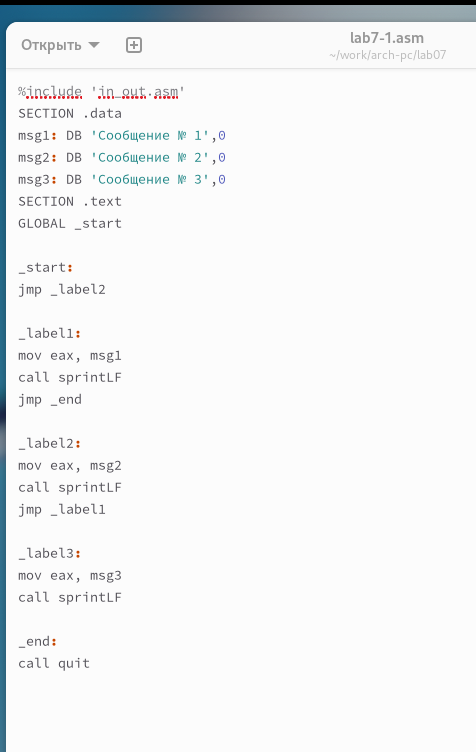 Открыть
lab7-1.asm
~/work/arch-pc/lab07
%include 'in_out.asm'
SECTION .data
msg1: DB 'Сообщение № 1',0
msg2: DB 'Сообщение № 2',0
msg3: DB 'Сообщение № 3',0
SECTION .text
GLOBAL _start
_start:
jmp _label2
_label1:
mov eax, msg1
call sprintLF
jmp _end
_label2:
mov eax, msg2
call sprintLF
jmp _label1
_label3:
mov eax, msg3
call sprintLF
_end:
call quit